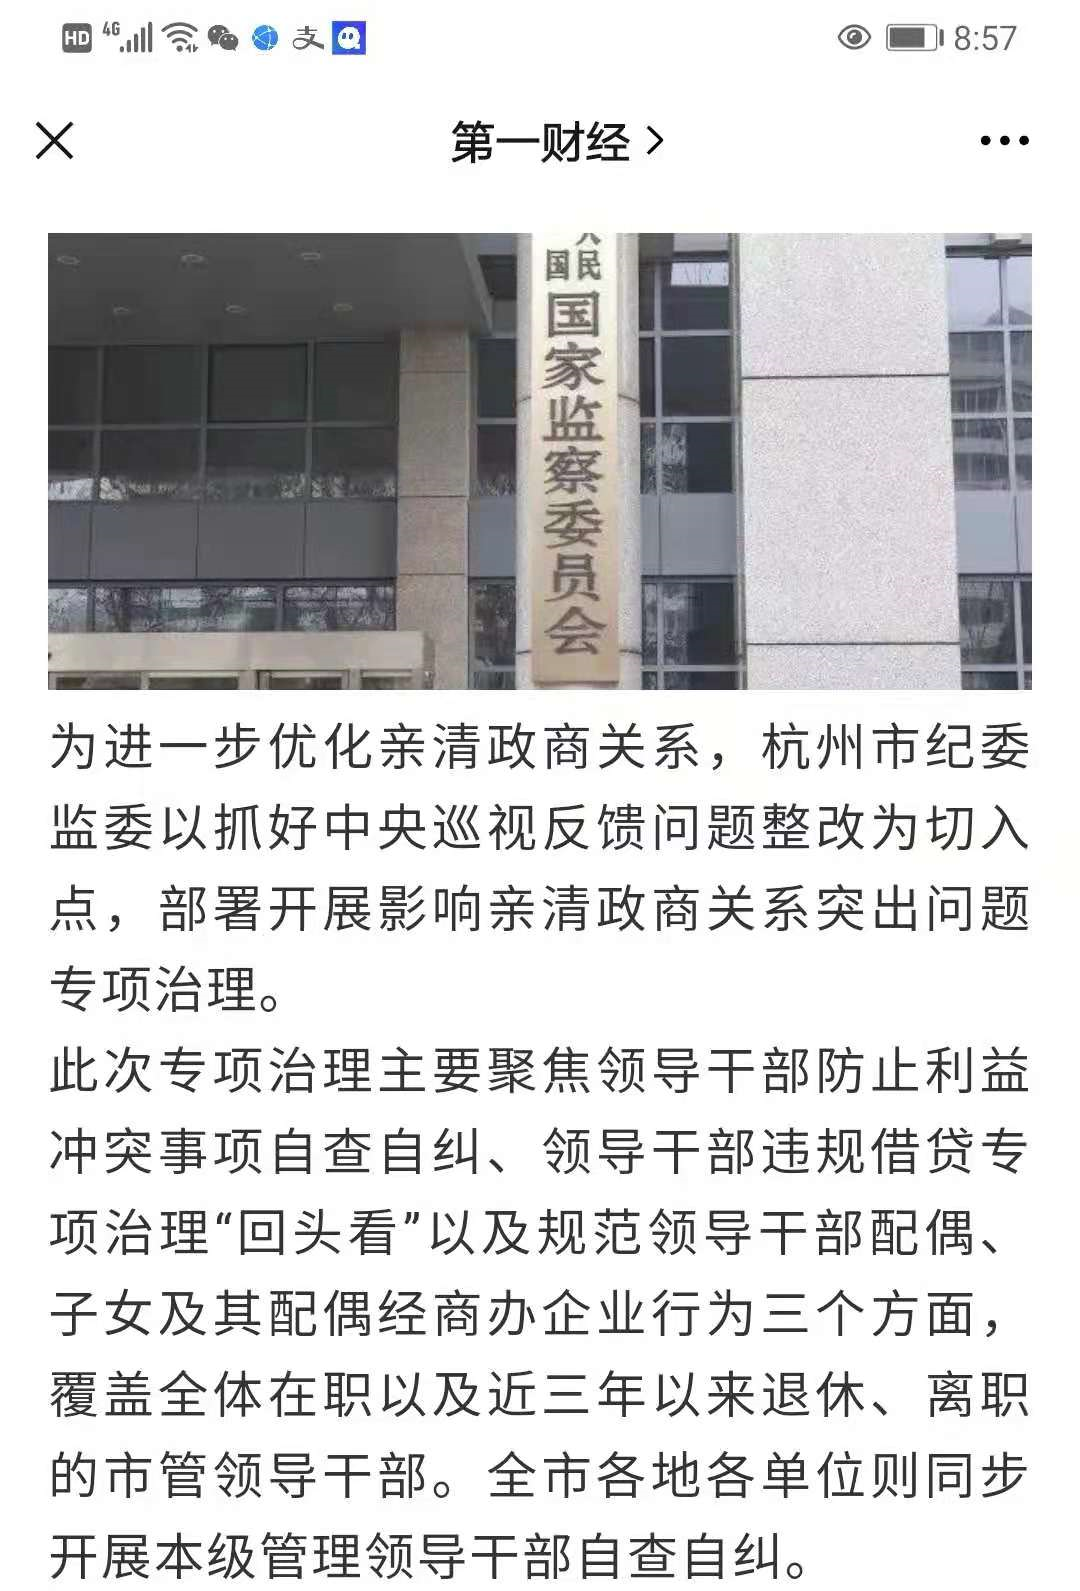 HD 4G 支 8:57
第一财经
国民
国家监察委员会
为进一步优化亲清政商关系，杭州市纪委
监委以抓好中央巡视反馈问题整改为切入
点，部署开展影响亲清政商关系突出问题
专项治理。
此次专项治理主要聚焦领导干部防止利益
冲突事项自查自纠、领导干部违规借贷专
项治理“回头看”以及规范领导干部配偶、
子女及其配偶经商办企业行为三个方面，
覆盖全体在职以及近三年以来退休、离职
的市管领导干部。全市各地各单位则同步
开展本级管理领导干部自查自纠。